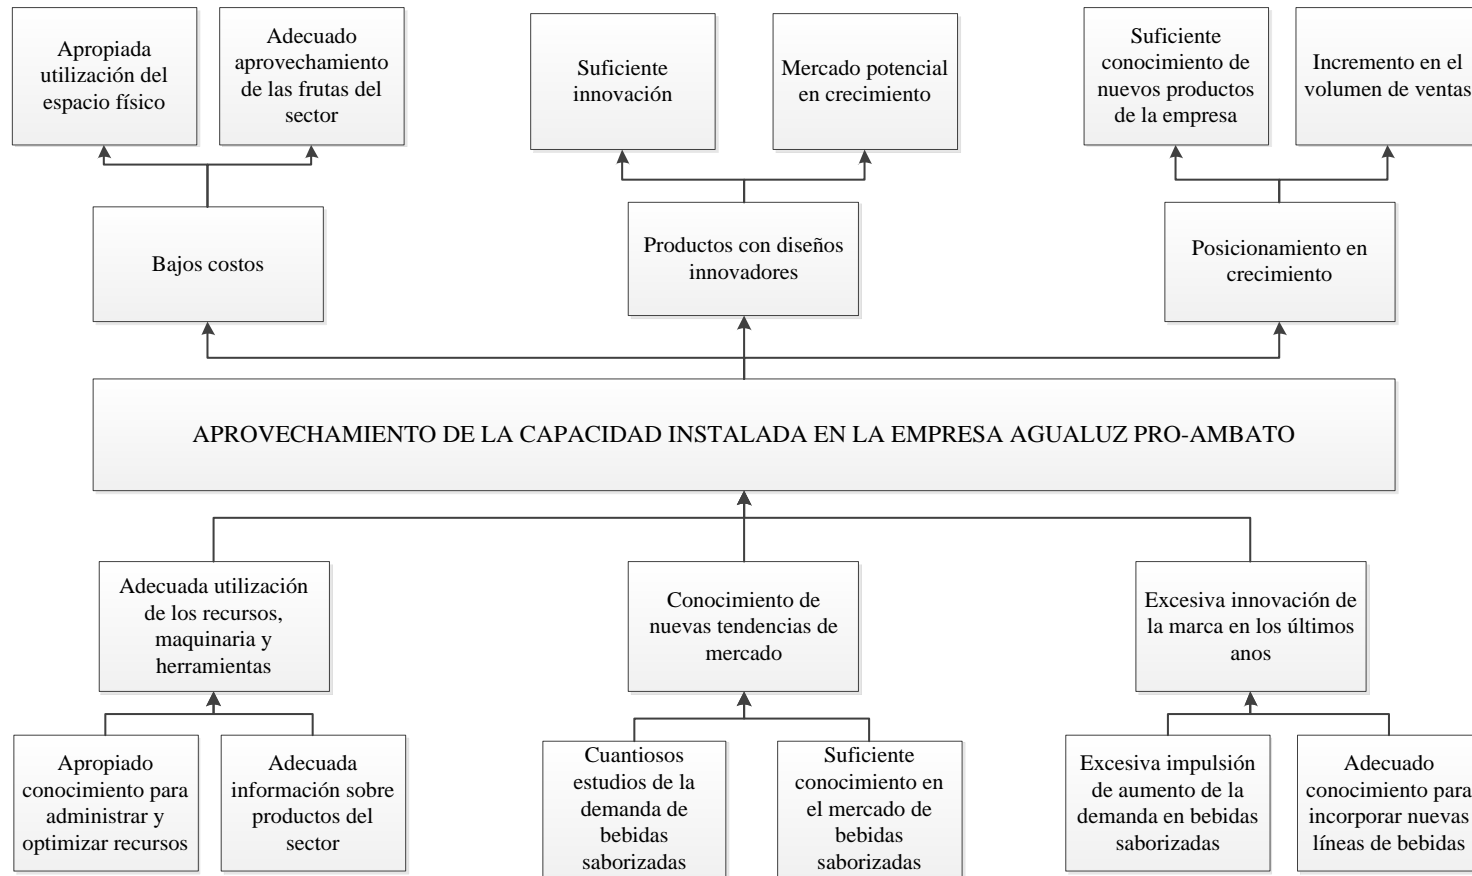 Apropiada
utilización del
espacio físico
Adecuado
aprovechamiento
de las frutas del
sector
Suficiente
innovación
Mercado potencial
en crecimiento
Suficiente
conocimiento de
nuevos productos
de la empresa
Incremento en el
volumen de ventas
Bajos costos
Productos con diseños
innovadores
Posicionamiento en
crecimiento
APROVECHAMIENTO DE LA CAPACIDAD INSTALADA EN LA EMPRESA AGUALUZ PRO-AMBATO
Adecuada utilización
de los recursos,
maquinaria y
herramientas
Conocimiento de
nuevas tendencias de
mercado
Excesiva innovación de
la marca en los últimos
anos
Apropiado
conocimiento para
administrar y
optimizar recursos
Adecuada
información sobre
productos del
sector
Cuantiosos
estudios de la
demanda de
bebidas
saborizadas
Suficiente
conocimiento en
el mercado de
bebidas
saborizadas
Excesiva impulsión
de aumento de la
demanda en bebidas
saborizadas
Adecuado
conocimiento para
incorporar nuevas
líneas de bebidas